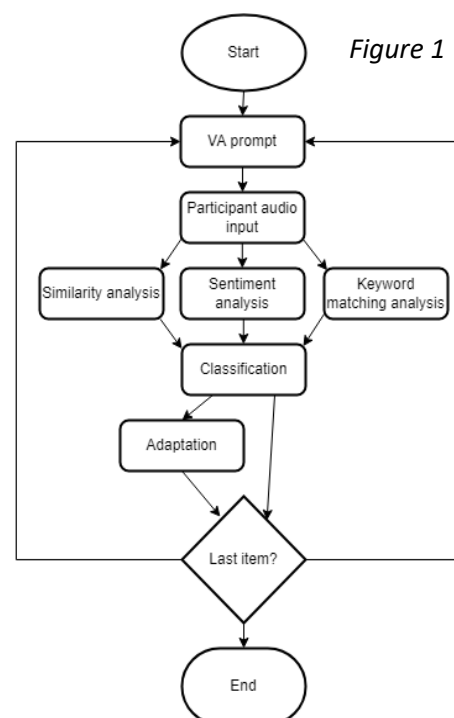 Start
Figure 1
VA prompt
Participant audio
input
Similarity analysis
Sentiment
analysis
Keyword
matching analysis
Classification
Adaptation
Last item?
End